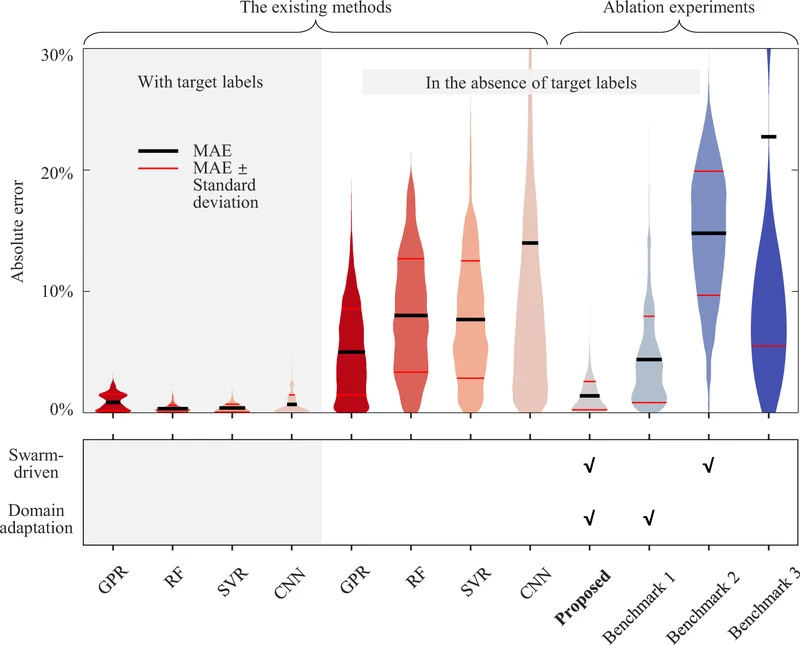 The existing methods
Ablation experiments
30%
20%
10%
0%
Absolute error
With target labels
In the absence of target labels
MAE
MAE ±
Standard
deviation
Swarm-
driven
√ √
Domain
adaptation
√ √
GPR
RF
SVR
CNN
GPR
RF
SVR
CNN
Proposed
Benchmark 1
Benchmark 2
Benchmark 3